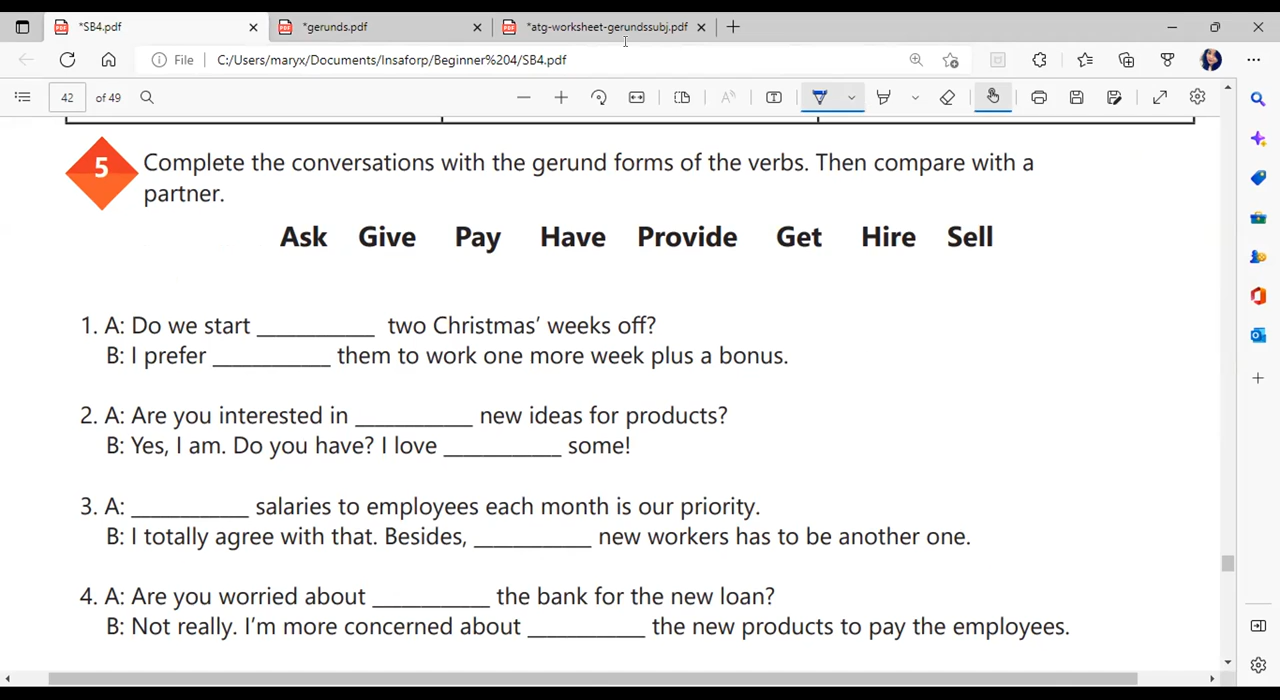 *SB4.pdf
*gerunds.pdf
*atg-worksheet-gerundssubj.pdf
File
C:/Users/maryx/Documents/Insaforp/Beginner%204/SB4.pdf
42 of 49
5
Complete the conversations with the gerund forms of the verbs. Then compare with a
partner.
Ask Give Pay Have Provide Get Hire Sell
1. A: Do we start __________ two Christmas’ weeks off?
B: I prefer __________ them to work one more week plus a bonus.
2. A: Are you interested in __________ new ideas for products?
B: Yes, I am. Do you have? I love __________ some!
3. A: __________ salaries to employees each month is our priority.
B: I totally agree with that. Besides, __________ new workers has to be another one.
4. A: Are you worried about __________ the bank for the new loan?
B: Not really. I’m more concerned about __________ the new products to pay the employees.